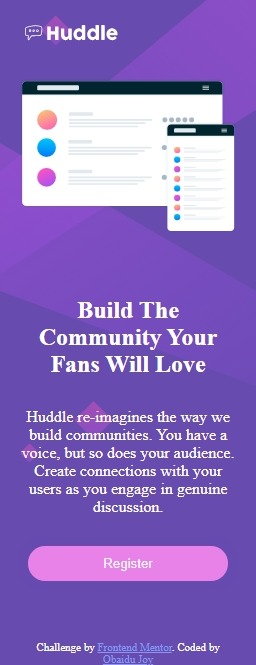 Huddle
Build The
Community Your
Fans Will Love
Huddle re-imagines the way we
build communities. You have a
voice, but so does your audience.
Create connections with your
users as you engage in genuine
discussion.
Register
Challenge by Frontend Mentor. Coded by
Obaidu Joy